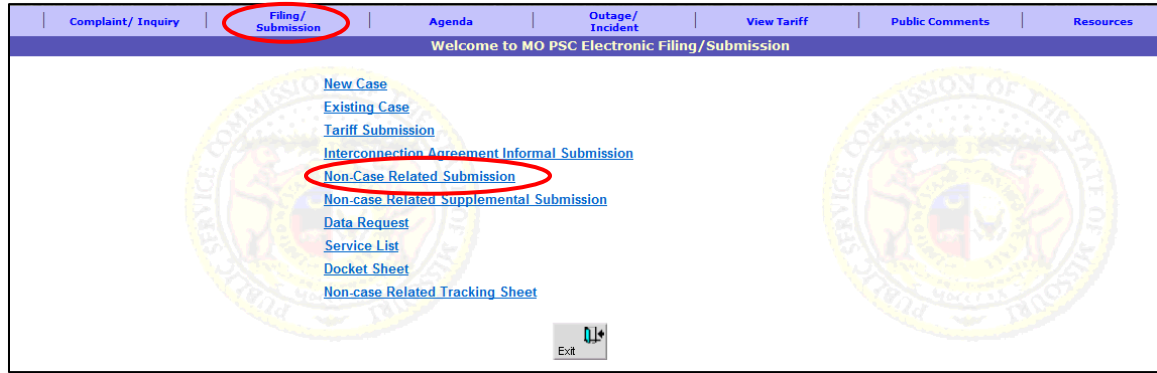 Complaint/ Inquiry
Filing/
Submission
Agenda
Outage/
Incident
View Tariff
Public Comments
Resources
Welcome to MO PSC Electronic Filing/Submission
New Case
Existing Case
Tariff Submission
Interconnection Agreement Informal Submission
Non-Case Related Submission
Non-case Related Supplemental Submission
Data Request
Service List
Docket Sheet
Non-case Related Tracking Sheet
Exit